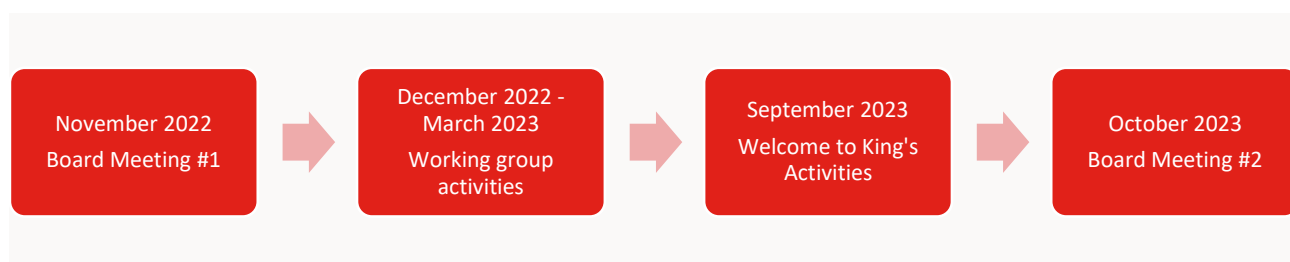 November 2022
Board Meeting #1
December 2022 -
March 2023
Working group
activities
September 2023
Welcome to King's
Activities
October 2023
Board Meeting #2